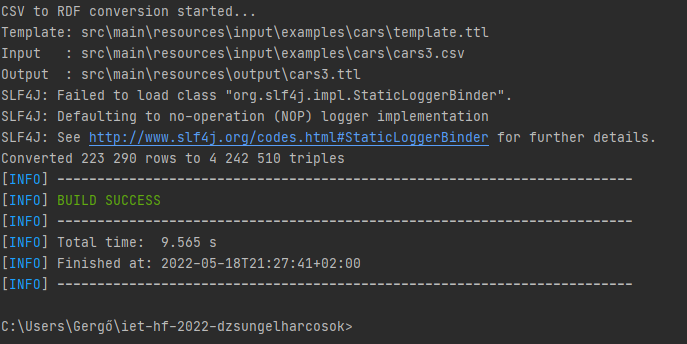 CSV to RDF conversion started...
Template: src\main\resources\input\examples\cars\template.ttl
Input   : src\main\resources\input\examples\cars\cars3.csv
Output  : src\main\resources\output\cars3.ttl
SLF4J: Failed to load class "org.slf4j.impl.StaticLoggerBinder".
SLF4J: Defaulting to no-operation (NOP) logger implementation
SLF4J: See http://www.slf4j.org/codes.html#StaticLoggerBinder for further details.
Converted 223 290 rows to 4 242 510 triples
[INFO] ------------------------------------------------------------------------
[INFO] BUILD SUCCESS
[INFO] ------------------------------------------------------------------------
[INFO] Total time:  9.565 s
[INFO] Finished at: 2022-05-18T21:27:41+02:00
[INFO] ------------------------------------------------------------------------
C:\Users\Gergő\iet-hf-2022-dzsungelharcosok>